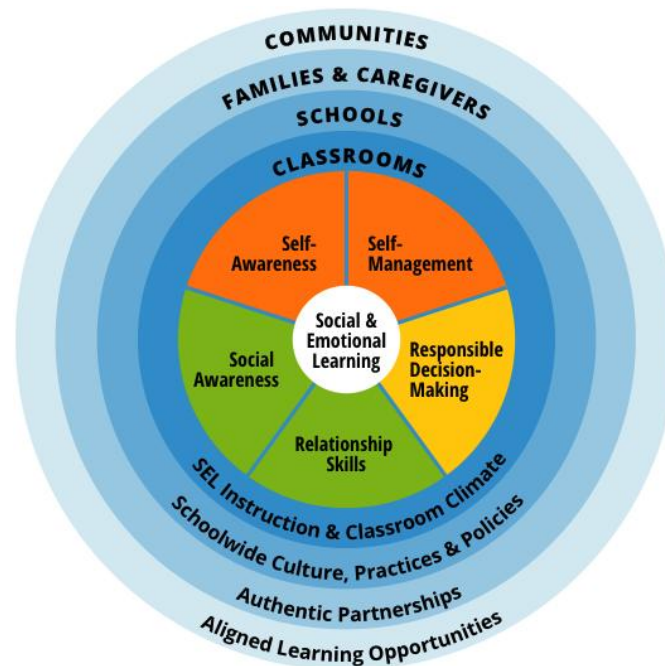 COMMUNITIES
FAMILIES & CAREGIVERS
SCHOOLS
CLASSROOMS
Self-
Awareness
Self-
Management
Social &
Emotional
Learning
Social
Awareness
Responsible
Decision-
Making
Relationship
Skills
SEL Instruction & Classroom Climate
Schoolwide Culture, Practices & Policies
Authentic Partnerships
Aligned Learning Opportunities